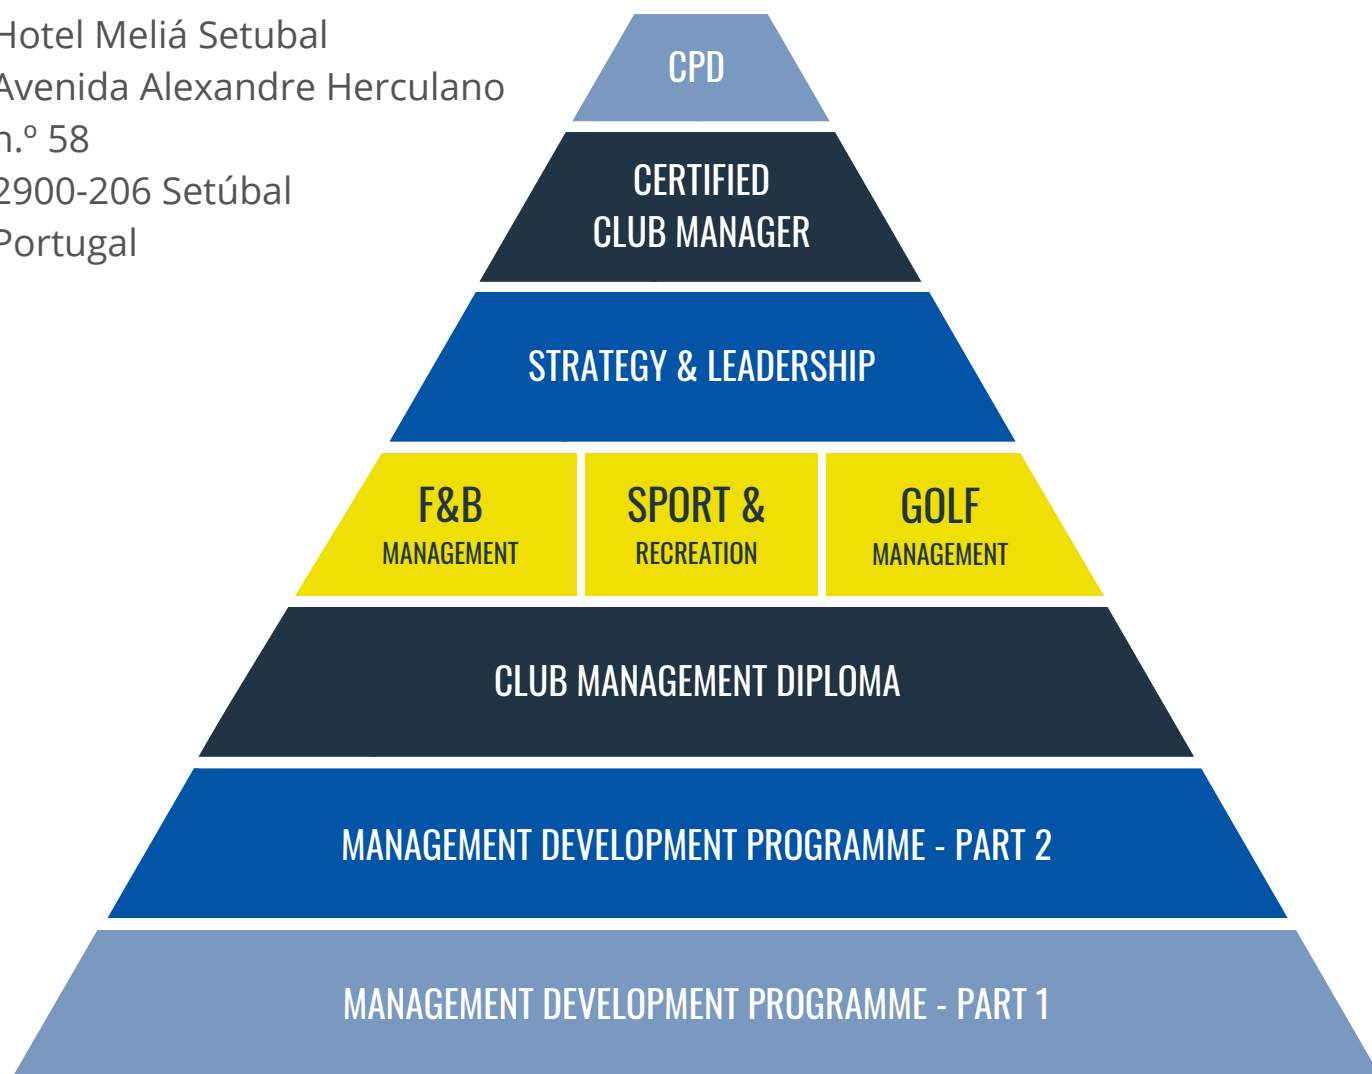 Hotel Meliá Setubal
Avenida Alexandre Herculano
n.º 58
2900-206 Setúbal
Portugal
CPD
CERTIFIED
CLUB MANAGER
STRATEGY & LEADERSHIP
F&B
MANAGEMENT
SPORT &
RECREATION
GOLF
MANAGEMENT
CLUB MANAGEMENT DIPLOMA
MANAGEMENT DEVELOPMENT PROGRAMME - PART 2
MANAGEMENT DEVELOPMENT PROGRAMME - PART 1